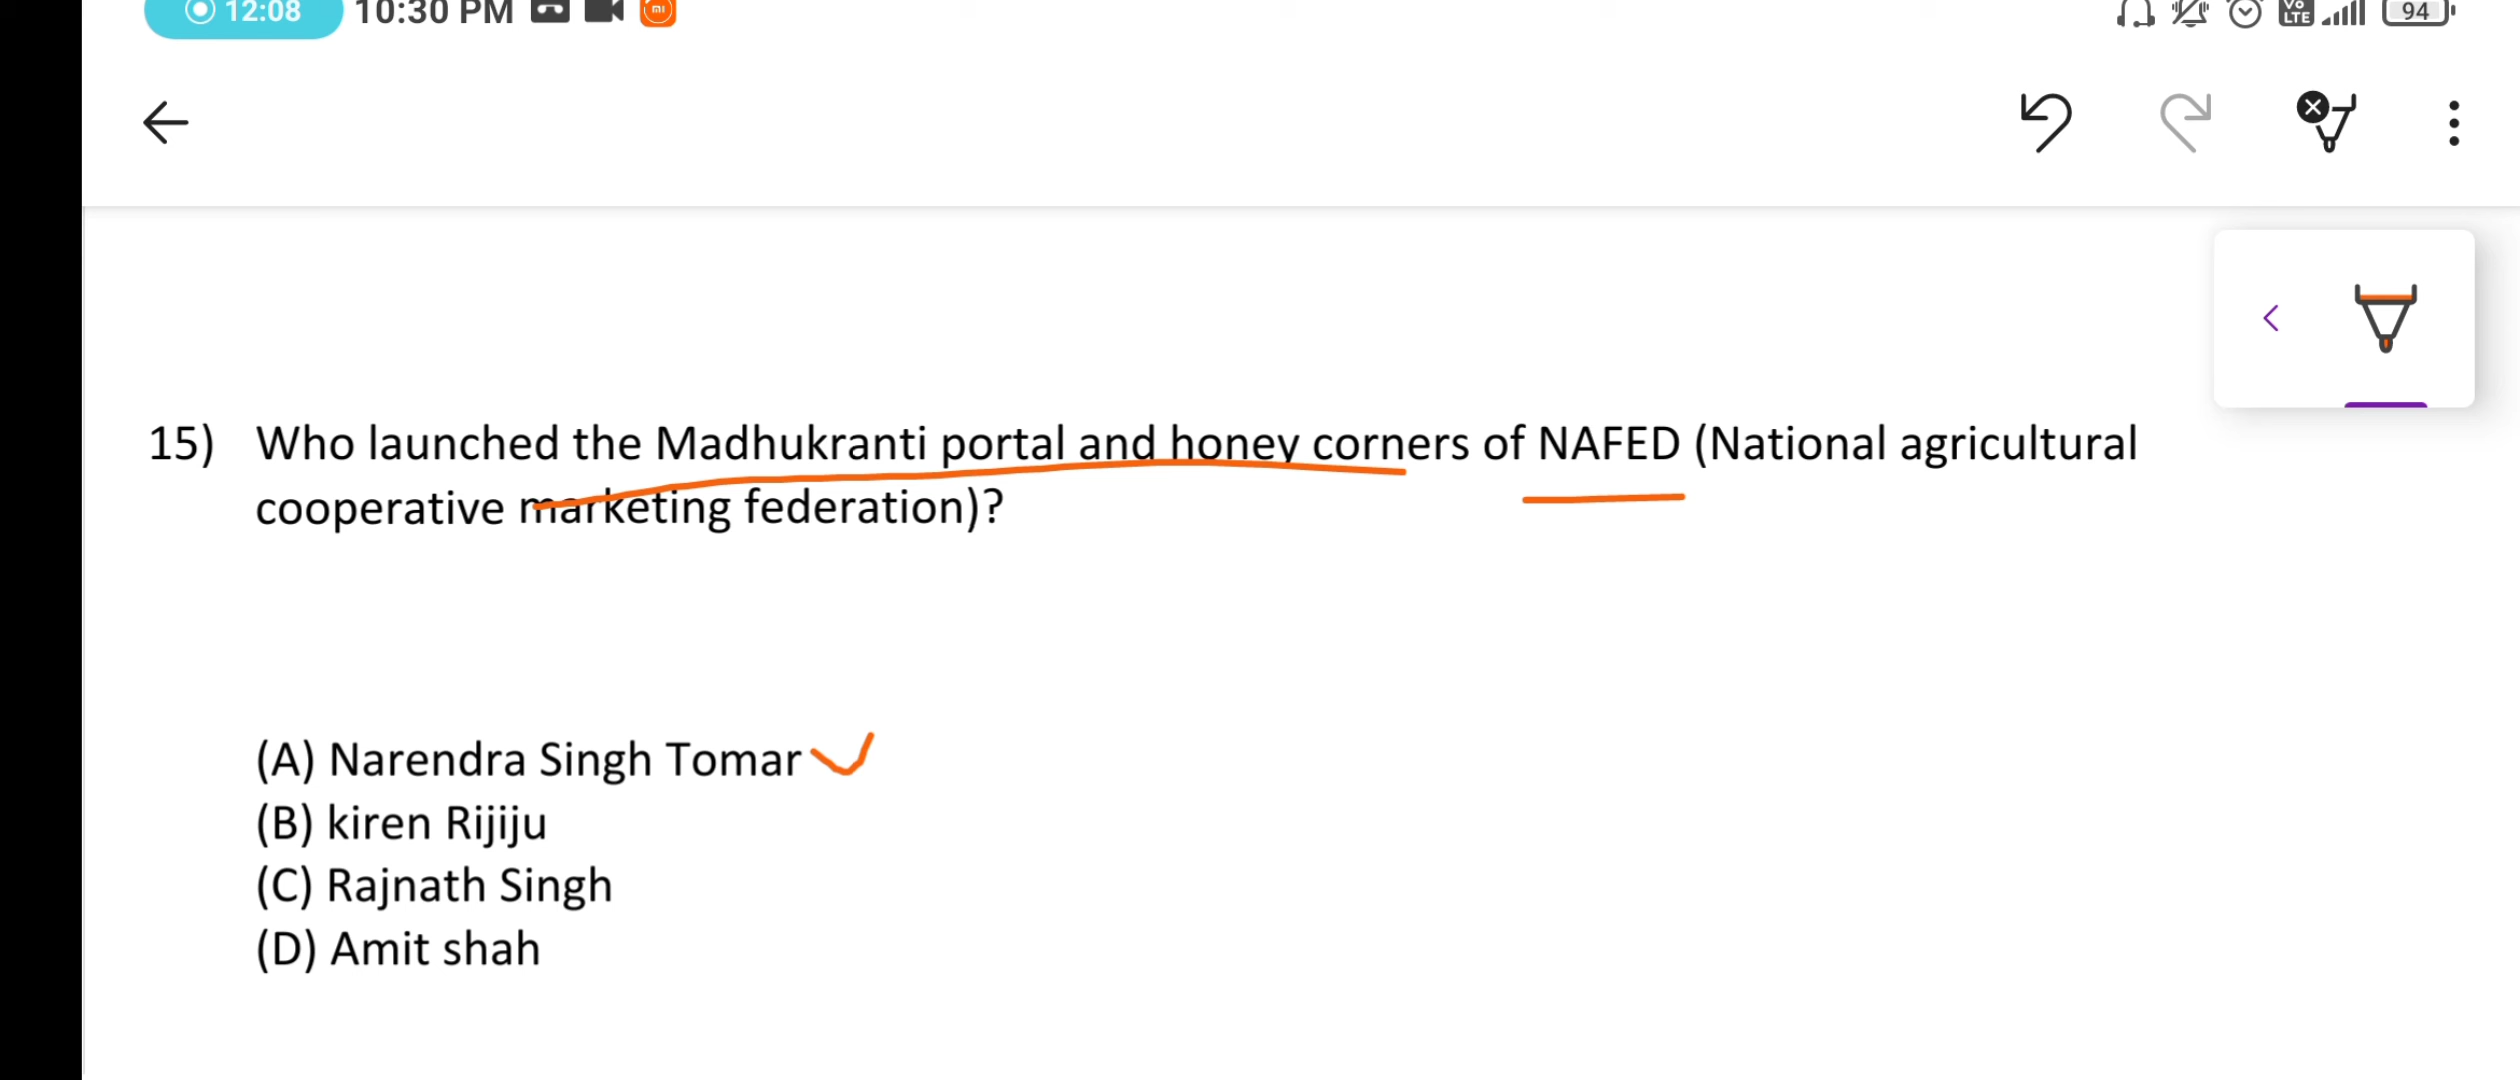 12:08 10:30 PM 94
15) Who launched the Madhukranti portal and honey corners of NAFED (National agricultural
cooperative marketing federation)?
(A) Narendra Singh Tomar
(B) kiren Rijiju
(C) Rajnath Singh
(D) Amit shah